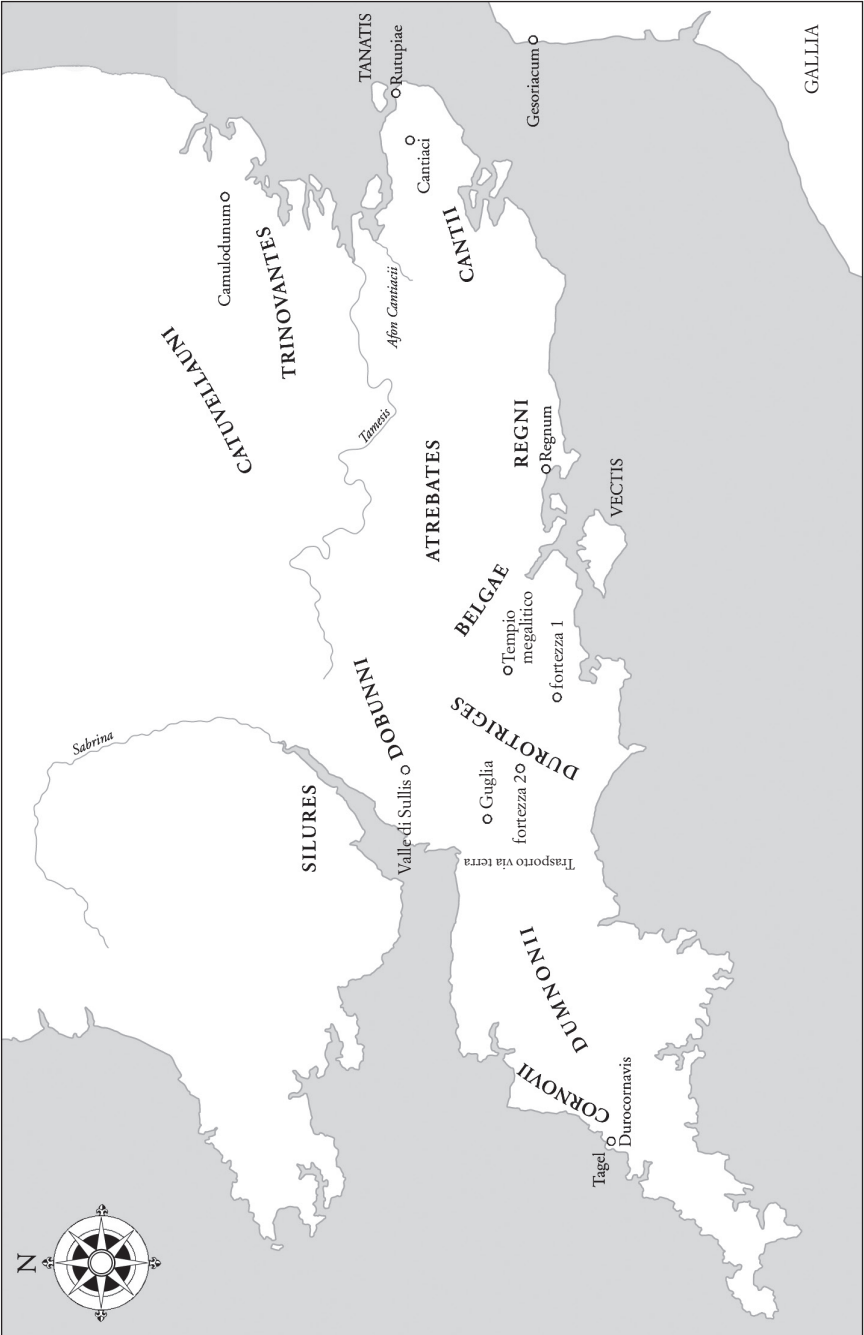 N
Sabrina
SILURES
CATUVELLAUNI
Camulodunum
TRINOVANTES
Tamesis
TANATIS
Rutupiae
Cantiaci
Afon Cantiacii
CANTII
DOBUNNI
Valle di Sullis
ATREBATES
BELGAE
Tempio
megalitico
fortezza 1
REGNI
Regnum
VECTIS
DUROTRIGES
Guglia
fortezza 2
Trasporto via terra
DUMNONII
CORNOVII
Tagel
Durocornavis
Gesoriacum
GALLIA